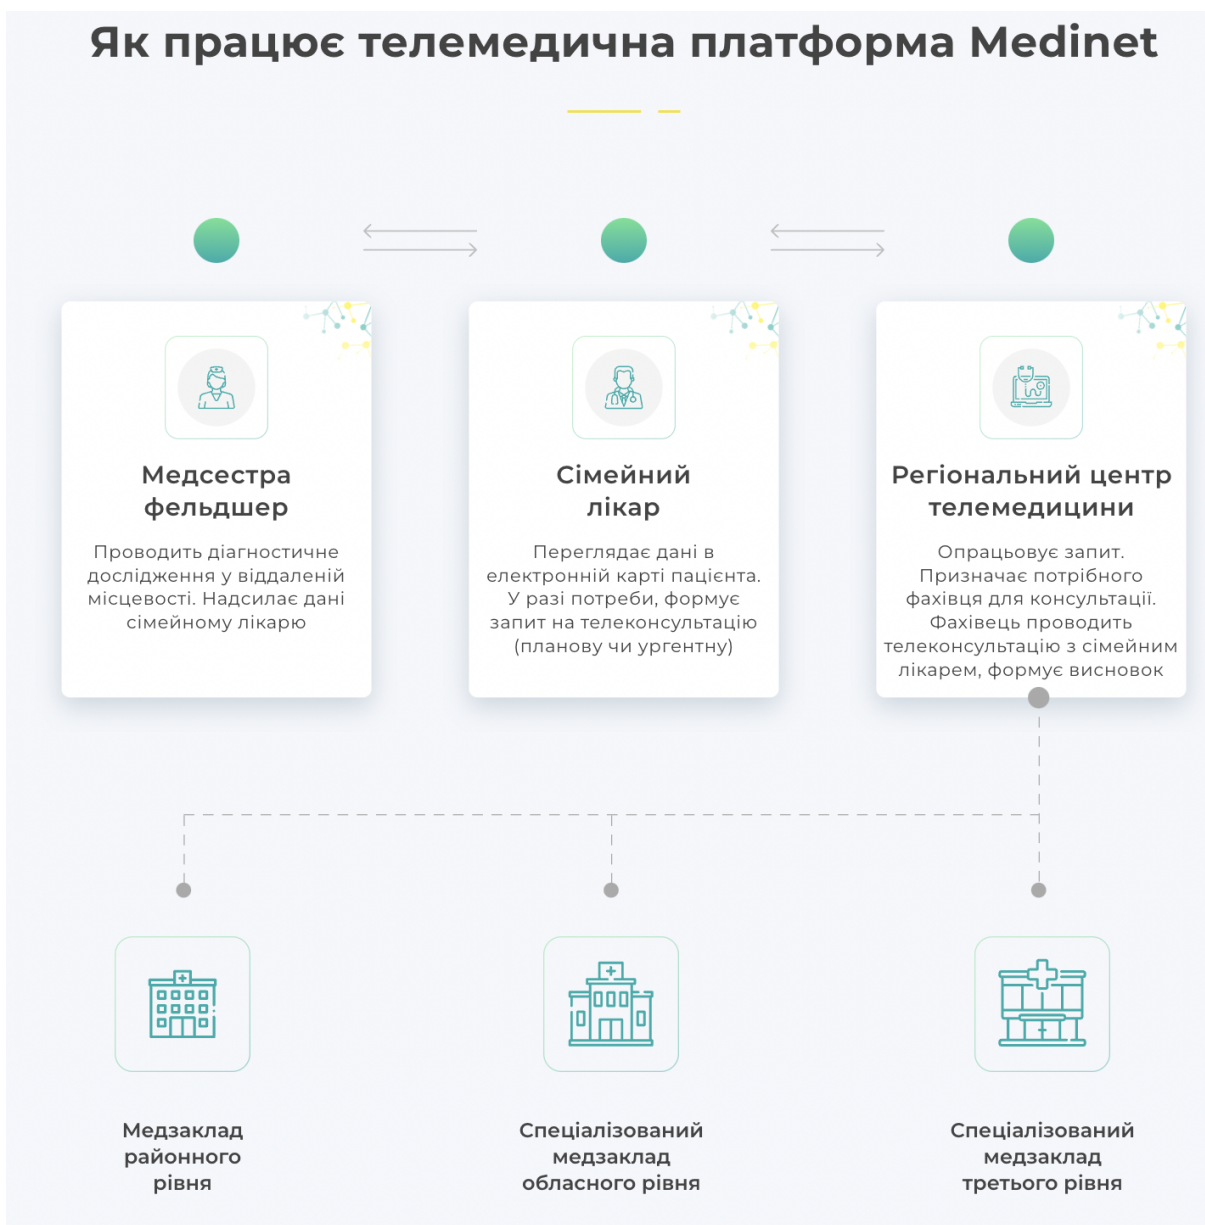 Як працює телемедична платформа Medinet
Медсестра
фельдшер
Проводить діагностичне
дослідження у віддаленій
місцевості. Надсилає дані
сімейному лікарю
Сімейний
лікар
Переглядає дані в
електронній карті пацієнта.
У разі потреби, формує
запит на телеконсультацію
(планову чи ургентну)
Регіональний центр
телемедицини
Опрацьовує запит.
Призначає потрібного
фахівця для консультації.
Фахівець проводить
телеконсультацію з сімейним
лікарем, формує висновок
Медзаклад
районного
рівня
Спеціалізований
медзаклад
обласного рівня
Спеціалізований
медзаклад
третього рівня